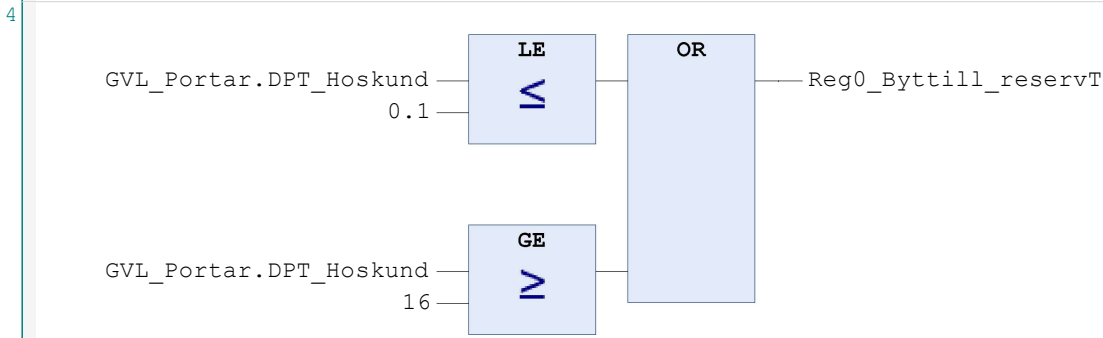 4
LE OR
GVL_Portar.DPT_Hoskund ≤ Reg0_Byttill_reservT
0.1
GE
GVL_Portar.DPT_Hoskund ≥
16